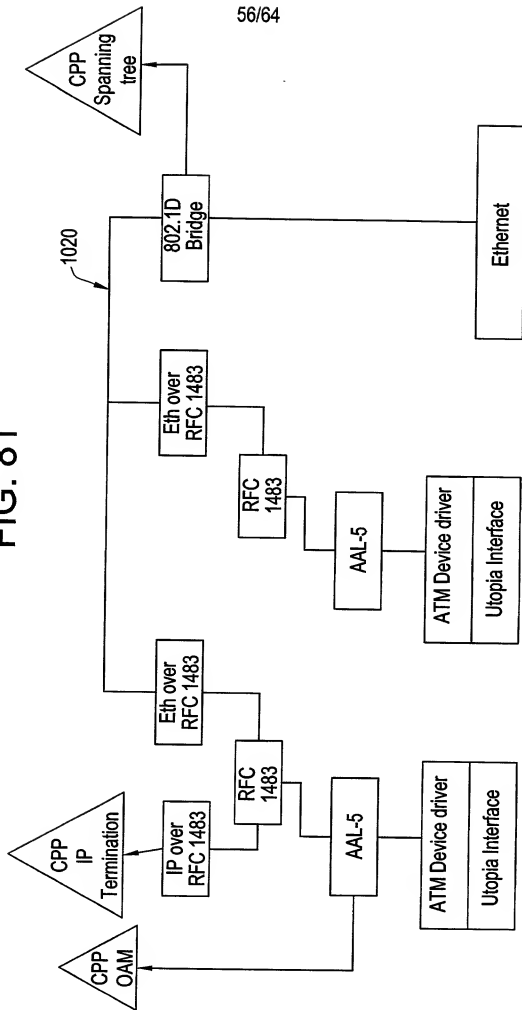 56/64
FIG. 81
CPP
OAM
CPP
IP
Termination
IP over
RFC 1483
Eth over
RFC 1483
RFC
1483
AAL-5
ATM Device driver
Utopia Interface
Eth over
RFC 1483
RFC
1483
AAL-5
ATM Device driver
Utopia Interface
1020
802.1D
Bridge
CPP
Spanning
tree
Ethernet